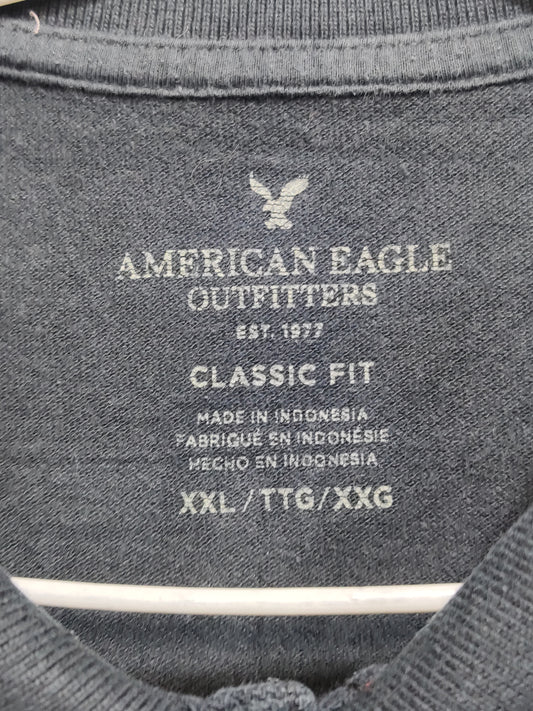 AMERICAN EAGLE
OUTFITTERS
EST. 1977
CLASSIC FIT
MADE IN INDONESIA
FABRIQUÉ EN INDONÉSIE
HECHO EN INDONESIA
XXL/TTG/XXG